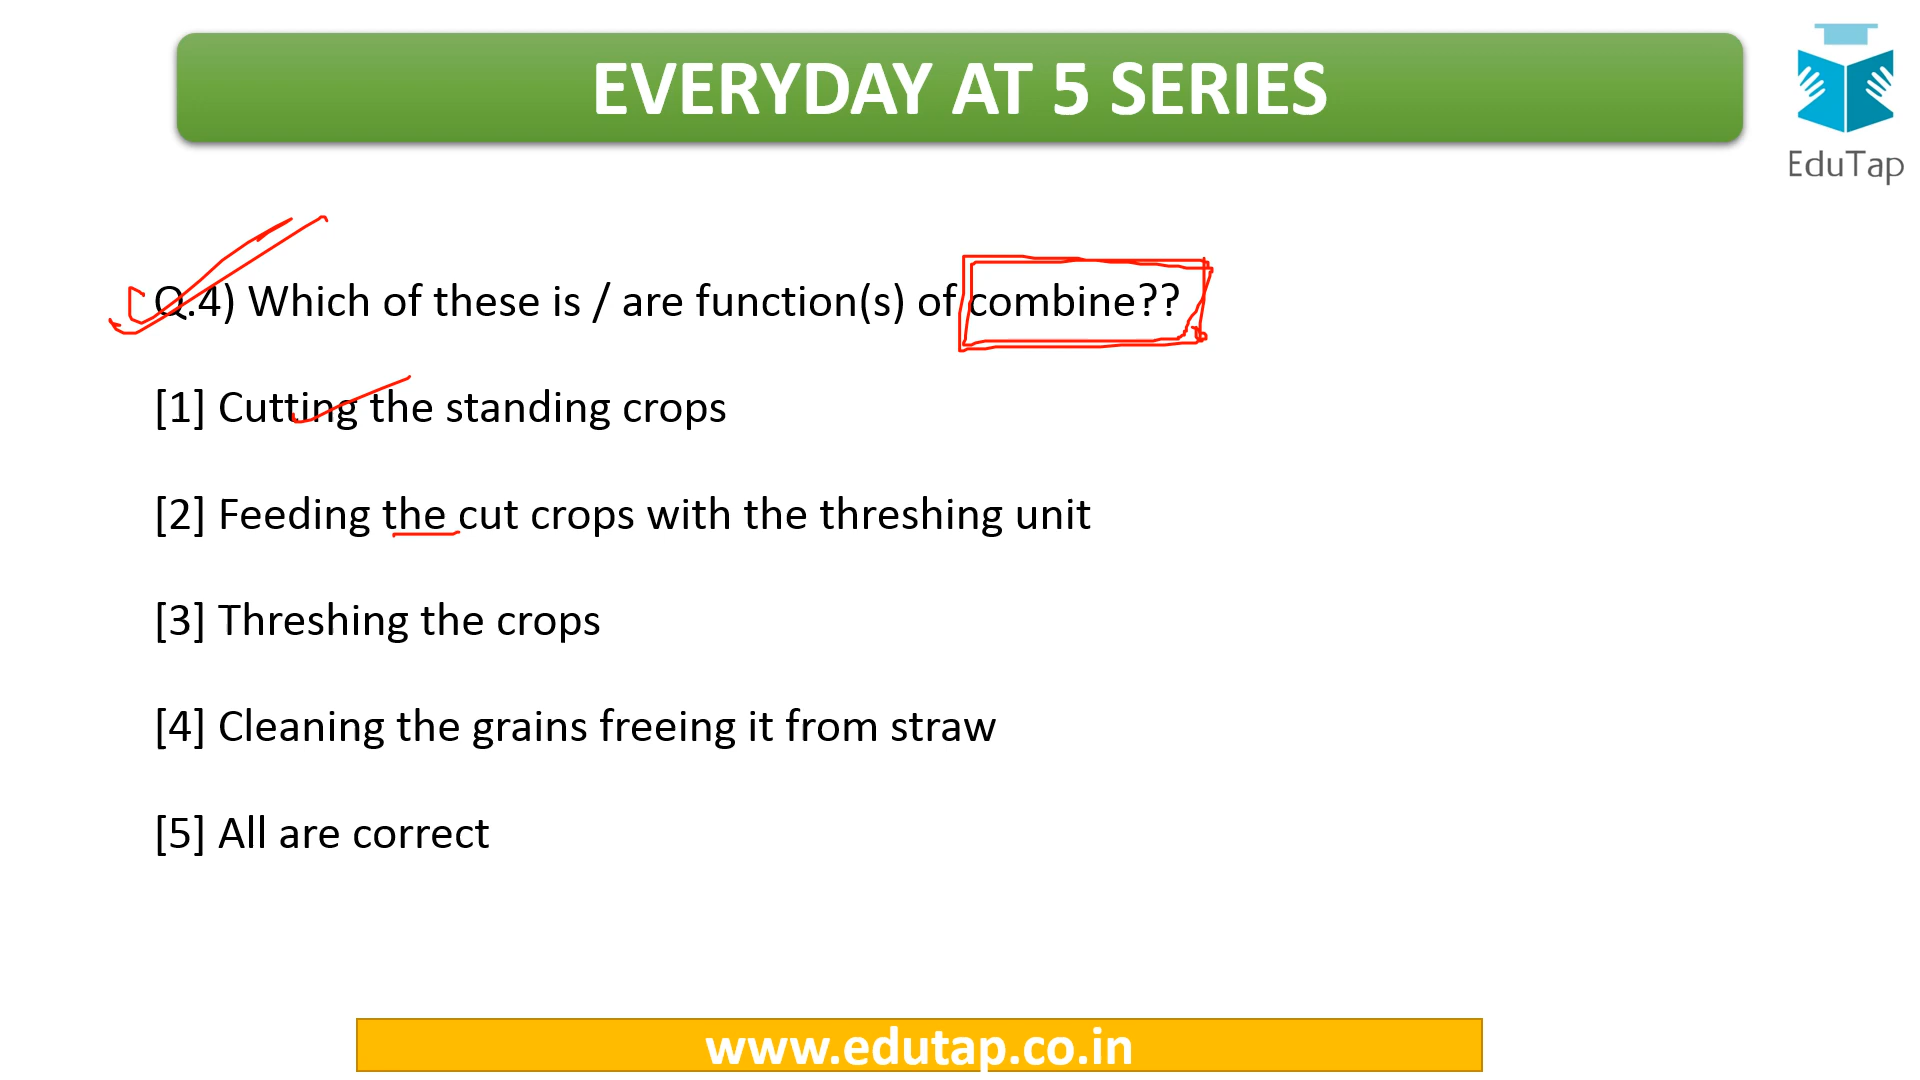 EVERYDAY AT 5 SERIES
EduTap
Q.4) Which of these is / are function(s) of combine??
[1] Cutting the standing crops
[2] Feeding the cut crops with the threshing unit
[3] Threshing the crops
[4] Cleaning the grains freeing it from straw
[5] All are correct
www.edutap.co.in